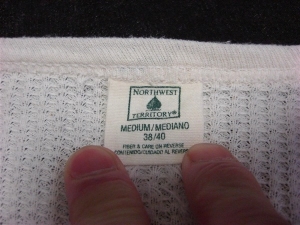 NORTHWEST
TERRITORY®
MEDIUM/MEDIANO
38/40
FIBER & CARE ON REVERSE
CONTENIDO/CUIDADO AL REVERSO